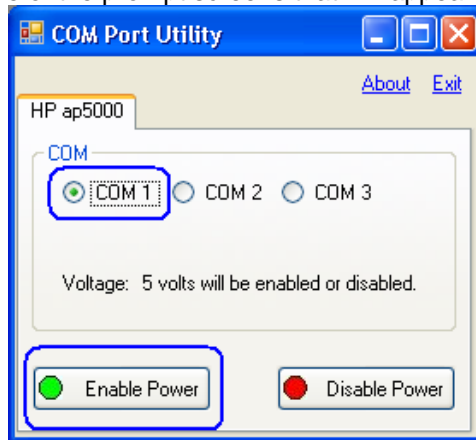 COM Port Utility
About Exit
HP ap5000
COM
COM 1 COM 2 COM 3
Voltage: 5 volts will be enabled or disabled.
Enable Power Disable Power